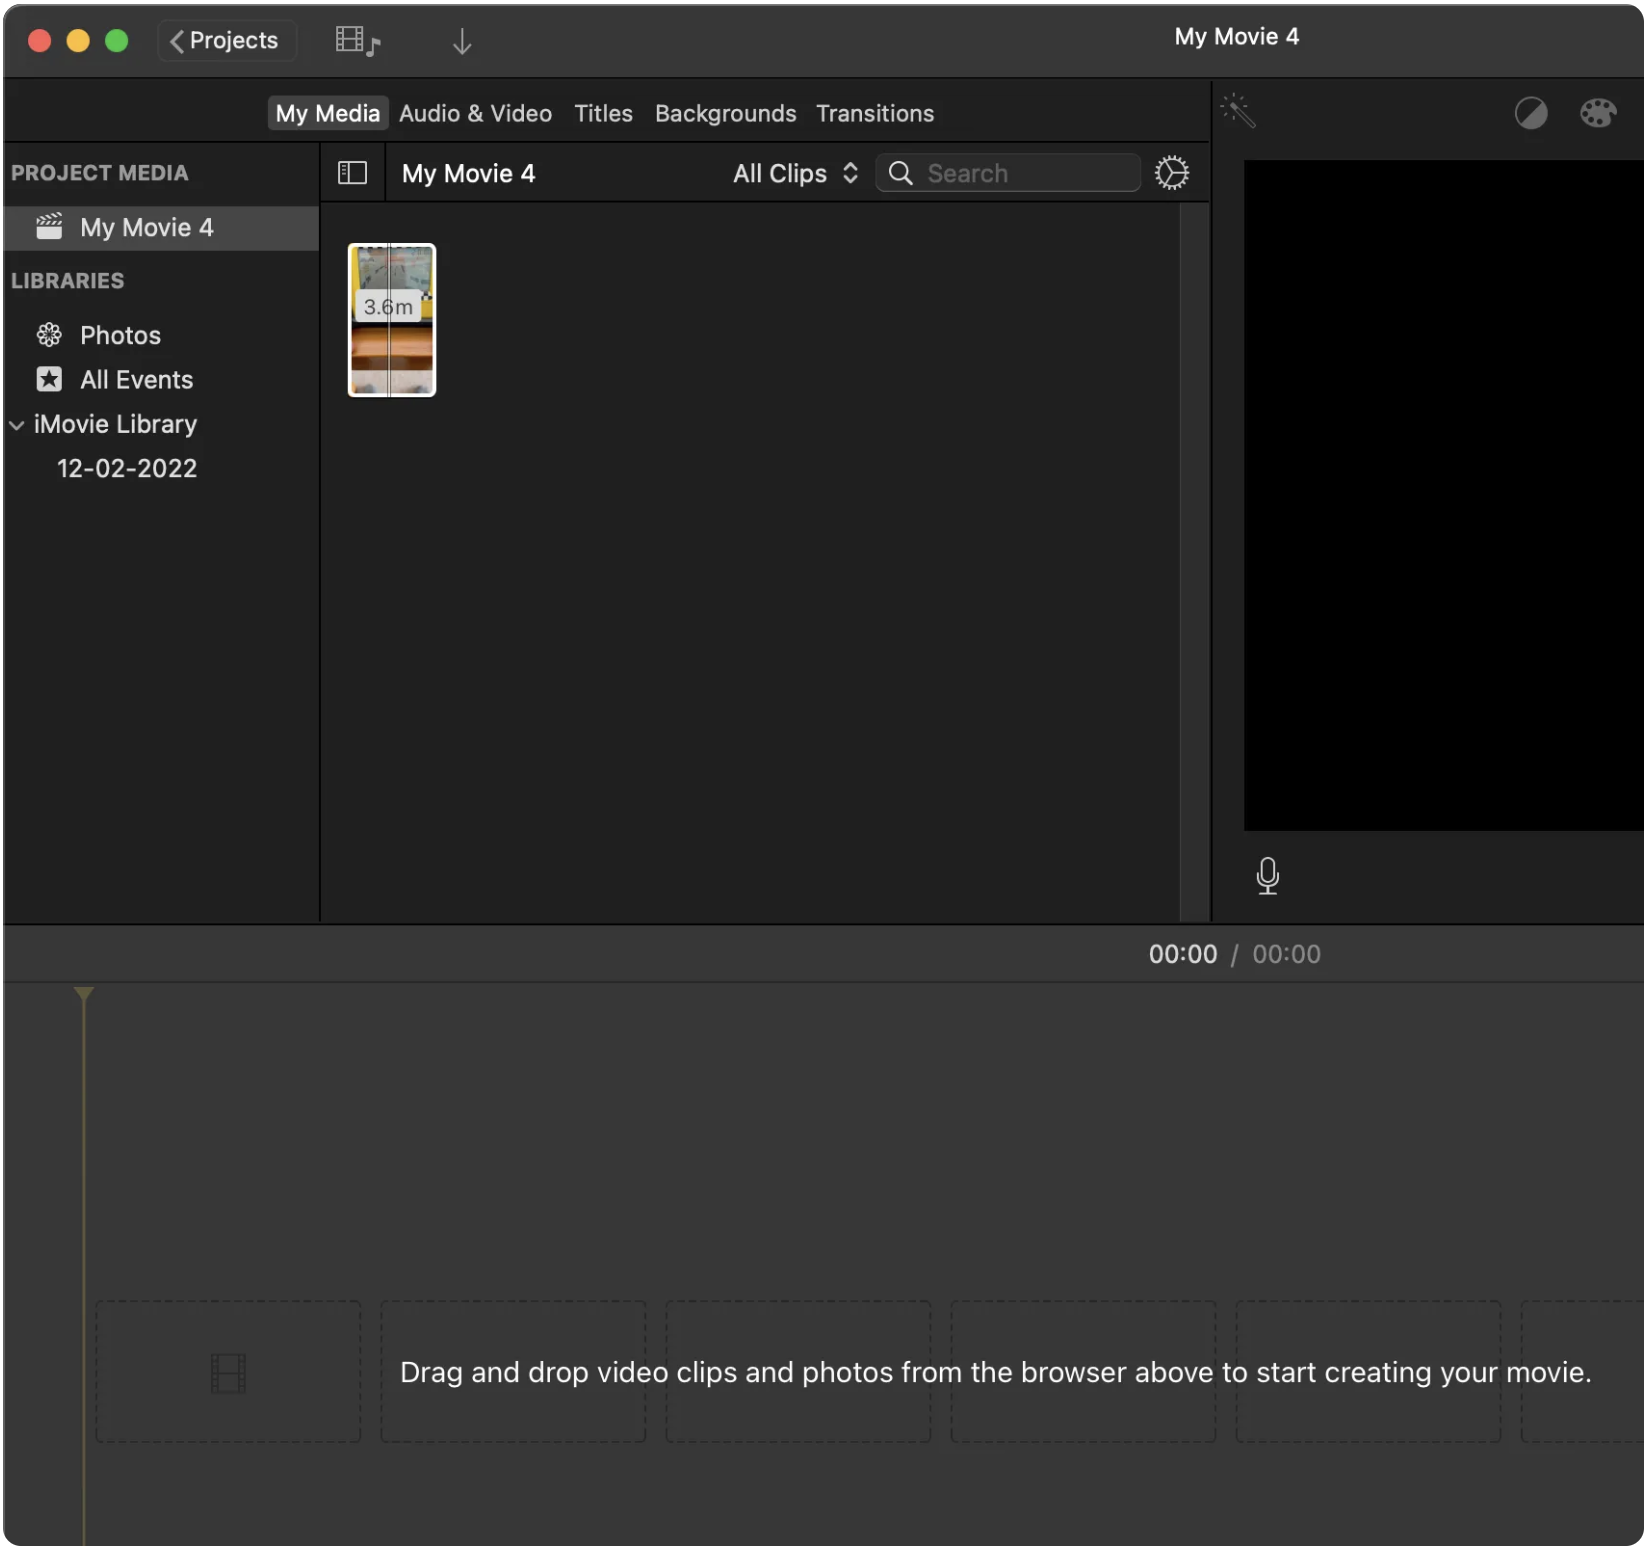 Projects
My Movie 4
My Media Audio & Video Titles Backgrounds Transitions
PROJECT MEDIA
My Movie 4
LIBRARIES
Photos
All Events
iMovie Library
12-02-2022
My Movie 4 All Clips Search
3.6m
00:00 / 00:00
Drag and drop video clips and photos from the browser above to start creating your movie.